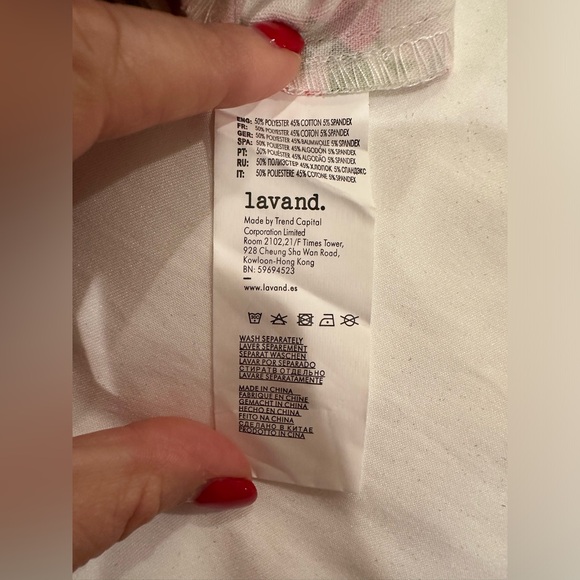 ENG: 50% POLYESTER 45% COTTON 5% SPANDEX
FR: 50% POLYESTER 45% COTON 5% SPANDEX
GER: 50% POLYESTER 45% BAUMWOLLE 5% SPANDEX
SPA: 50% POLIÉSTER 45% ALGODÓN 5% SPANDEX
PT: 50% POLIÉSTER 45% ALGODÃO 5% SPANDEX
RU: 50% ПОЛИЭСТЕР 45% ХЛОПОК 5% СПАНДЭКС
IT: 50% POLIESTERE 45% COTONE 5% SPANDEX
lavand.
Made by Trend Capital
Corporation Limited
Room 2102,21/F Times Tower,
928 Cheung Sha Wan Road,
Kowloon-Hong Kong
BN: 59694523
www.lavand.es
WASH SEPARATELY
LAVER SEPAREMENT
SEPARAT WASCHEN
LAVAR POR SEPARADO
СТИРАТВ ОТДЕЛЬНО
LAVARE SEPARATAMENTE
MADE IN CHINA
FABRIQUE EN CHINE
GEMACHT IN CHINA
HECHO EN CHINA
FEITO NA CHINA
СДЕЛАНО В КИТАЕ
PRODOTTO IN CINA